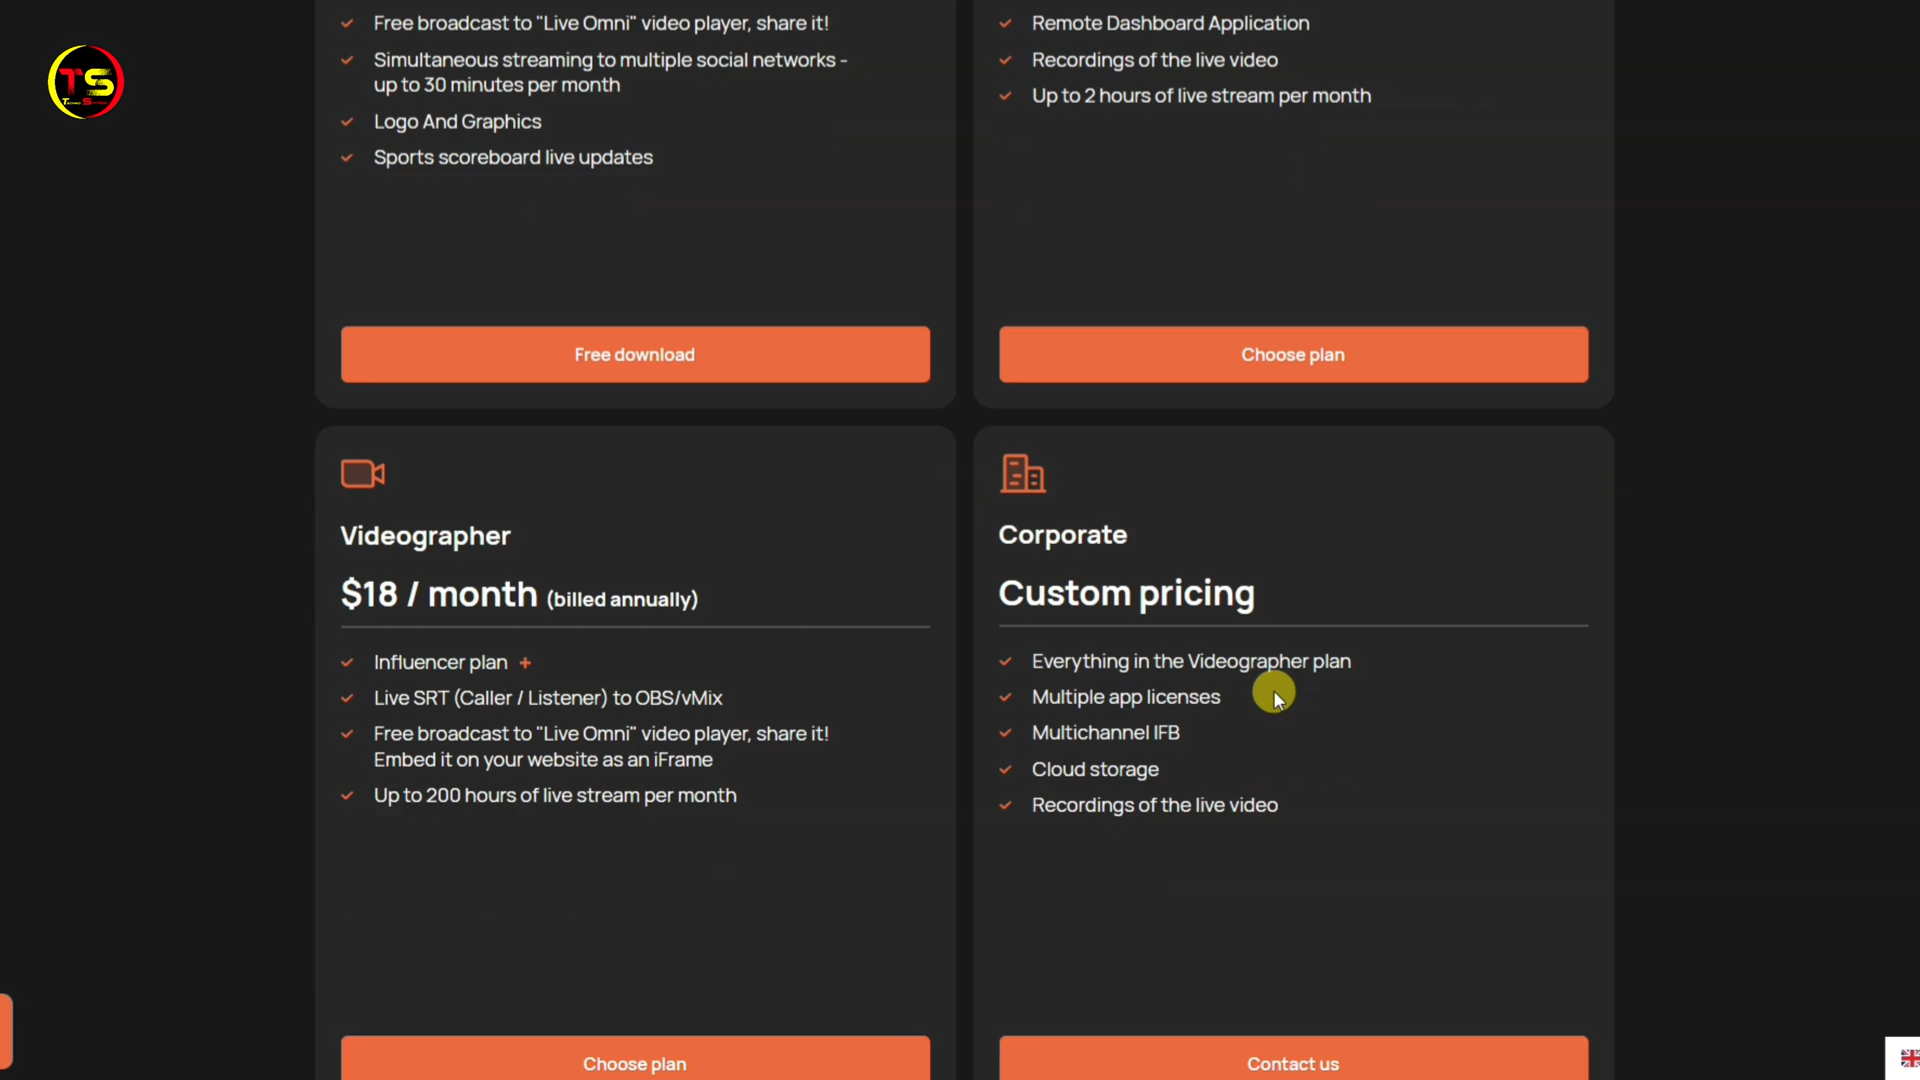 TS
Free broadcast to "Live Omni" video player, share it!
Simultaneous streaming to multiple social networks -
up to 30 minutes per month
Logo And Graphics
Sports scoreboard live updates
Free download
Remote Dashboard Application
Recordings of the live video
Up to 2 hours of live stream per month
Choose plan
Videographer
$18 / month (billed annually)
Influencer plan +
Live SRT (Caller / Listener) to OBS/vMix
Free broadcast to "Live Omni" video player, share it!
Embed it on your website as an iFrame
Up to 200 hours of live stream per month
Choose plan
Corporate
Custom pricing
Everything in the Videographer plan
Multiple app licenses
Multichannel IFB
Cloud storage
Recordings of the live video
Contact us